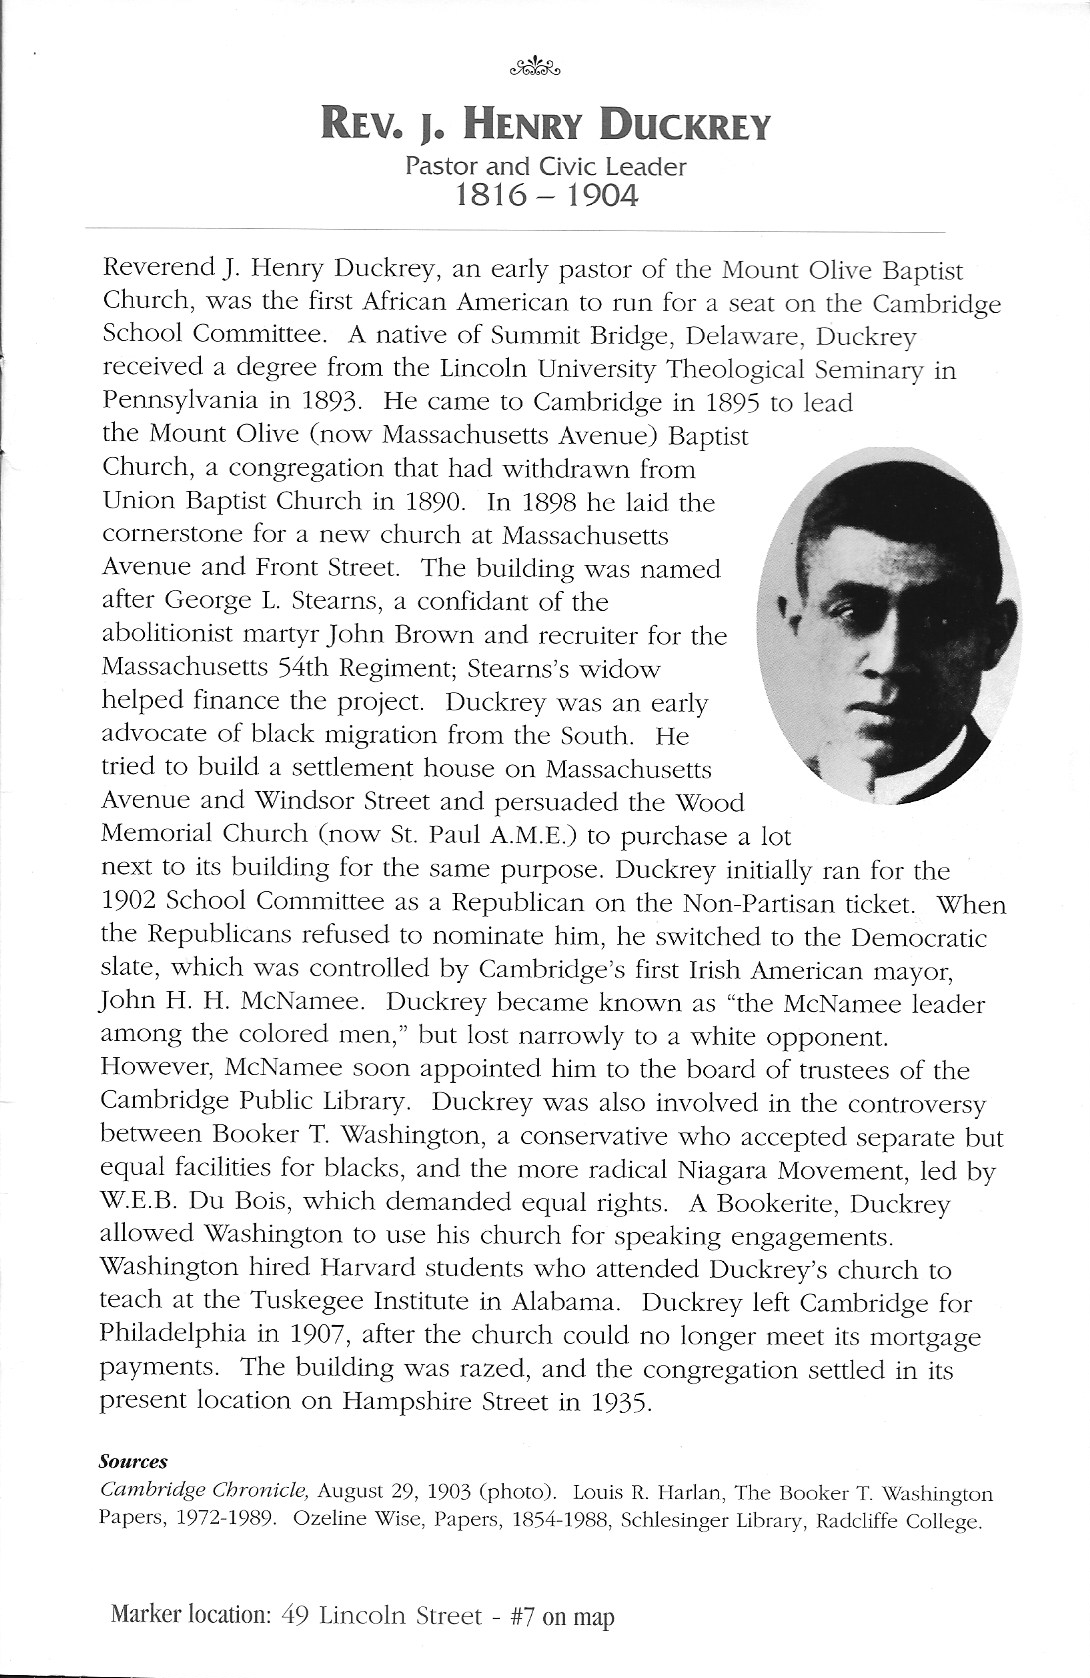 REV. J. HENRY DUCKREY
Pastor and Civic Leader
1816 – 1904
Reverend J. Henry Duckrey, an early pastor of the Mount Olive Baptist
Church, was the first African American to run for a seat on the Cambridge
School Committee. A native of Summit Bridge, Delaware, Duckrey
received a degree from the Lincoln University Theological Seminary in
Pennsylvania in 1893. He came to Cambridge in 1895 to lead
the Mount Olive (now Massachusetts Avenue) Baptist
Church, a congregation that had withdrawn from
Union Baptist Church in 1890. In 1898 he laid the
cornerstone for a new church at Massachusetts
Avenue and Front Street. The building was named
after George L. Stearns, a confidant of the
abolitionist martyr John Brown and recruiter for the
Massachusetts 54th Regiment; Stearns's widow
helped finance the project. Duckrey was an early
advocate of black migration from the South. He
tried to build a settlement house on Massachusetts
Avenue and Windsor Street and persuaded the Wood
Memorial Church (now St. Paul A.M.E.) to purchase a lot
next to its building for the same purpose. Duckrey initially ran for the
1902 School Committee as a Republican on the Non-Partisan ticket. When
the Republicans refused to nominate him, he switched to the Democratic
slate, which was controlled by Cambridge's first Irish American mayor,
John H. H. McNamee. Duckrey became known as “the McNamee leader
among the colored men,” but lost narrowly to a white opponent.
However, McNamee soon appointed him to the board of trustees of the
Cambridge Public Library. Duckrey was also involved in the controversy
between Booker T. Washington, a conservative who accepted separate but
equal facilities for blacks, and the more radical Niagara Movement, led by
W.E.B. Du Bois, which demanded equal rights. A Bookerite, Duckrey
allowed Washington to use his church for speaking engagements.
Washington hired Harvard students who attended Duckrey's church to
teach at the Tuskegee Institute in Alabama. Duckrey left Cambridge for
Philadelphia in 1907, after the church could no longer meet its mortgage
payments. The building was razed, and the congregation settled in its
present location on Hampshire Street in 1935.
Sources
Cambridge Chronicle, August 29, 1903 (photo). Louis R. Harlan, The Booker T. Washington
Papers, 1972-1989. Ozeline Wise, Papers, 1854-1988, Schlesinger Library, Radcliffe College.
Marker location: 49 Lincoln Street - #7 on map